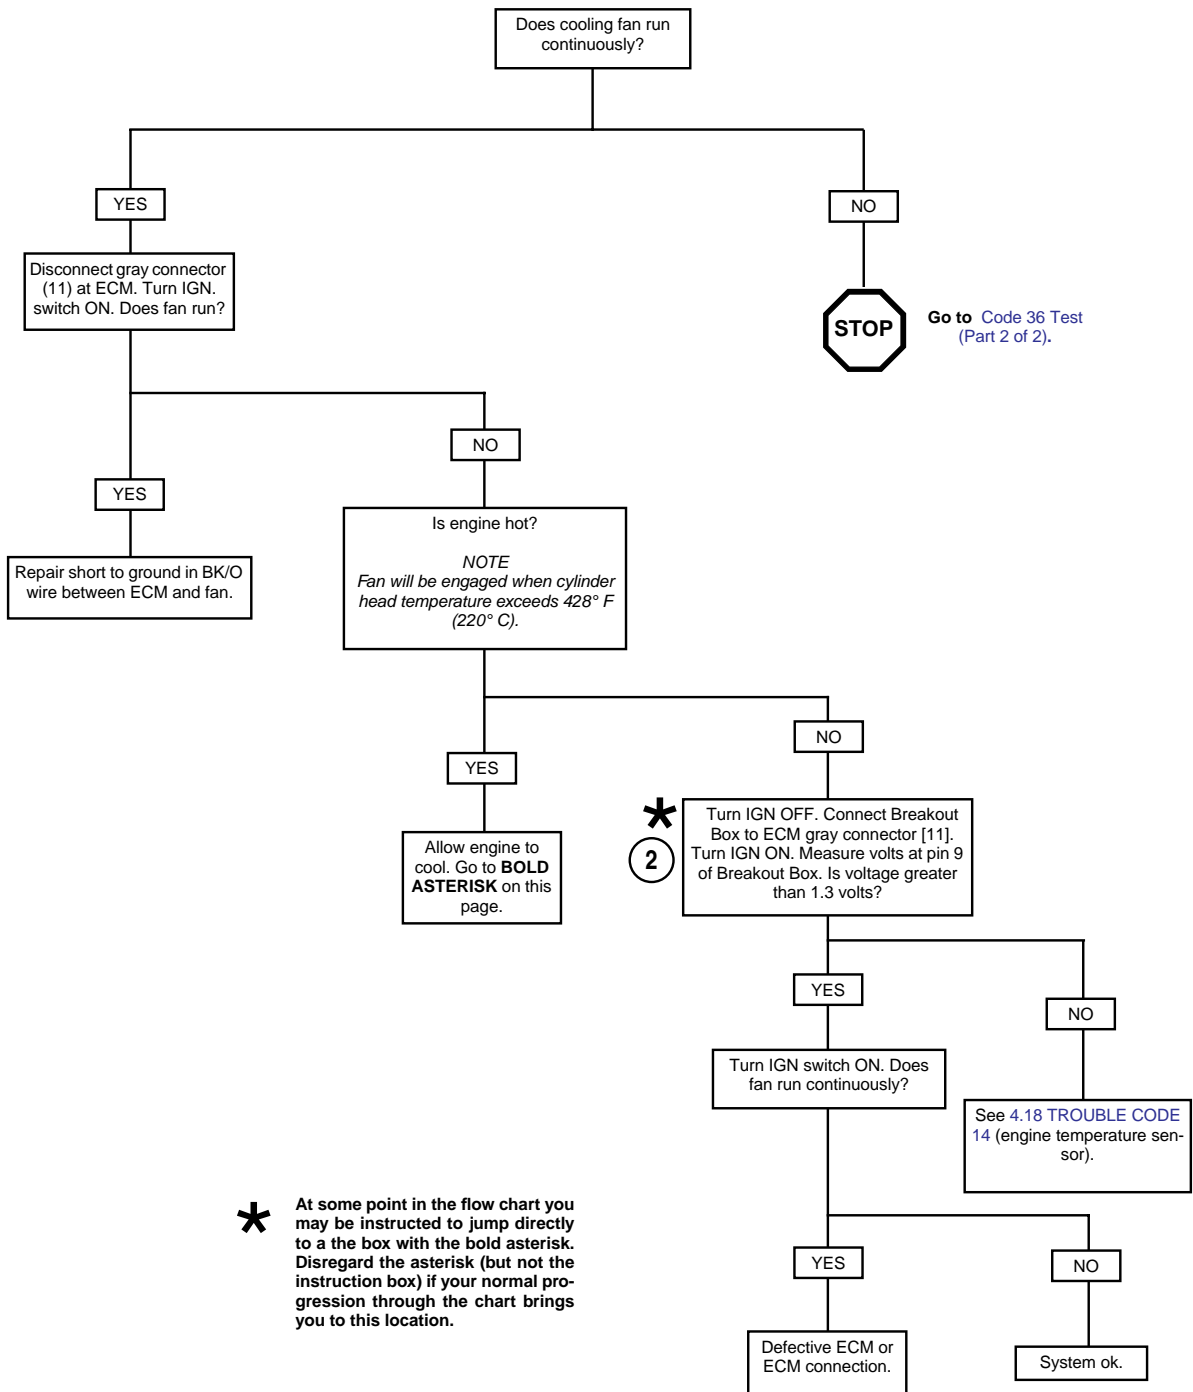 Does cooling fan run
continuously?
YES
NO
Disconnect gray connector
(11) at ECM. Turn IGN.
switch ON. Does fan run?
STOP
Go to Code 36 Test
(Part 2 of 2).
NO
YES
Repair short to ground in BK/O
wire between ECM and fan.
Is engine hot?
NOTE
Fan will be engaged when cylinder
head temperature exceeds 428° F
(220° C).
NO
YES
Allow engine to
cool. Go to BOLD
ASTERISK on this
page.
*
2
Turn IGN OFF. Connect Breakout
Box to ECM gray connector [11].
Turn IGN ON. Measure volts at pin 9
of Breakout Box. Is voltage greater
than 1.3 volts?
YES
NO
Turn IGN switch ON. Does
fan run continuously?
See 4.18 TROUBLE CODE
14 (engine temperature sen-
sor).
*
At some point in the flow chart you
may be instructed to jump directly
to a the box with the bold asterisk.
Disregard the asterisk (but not the
instruction box) if your normal pro-
gression through the chart brings
you to this location.
YES
NO
Defective ECM or
ECM connection.
System ok.